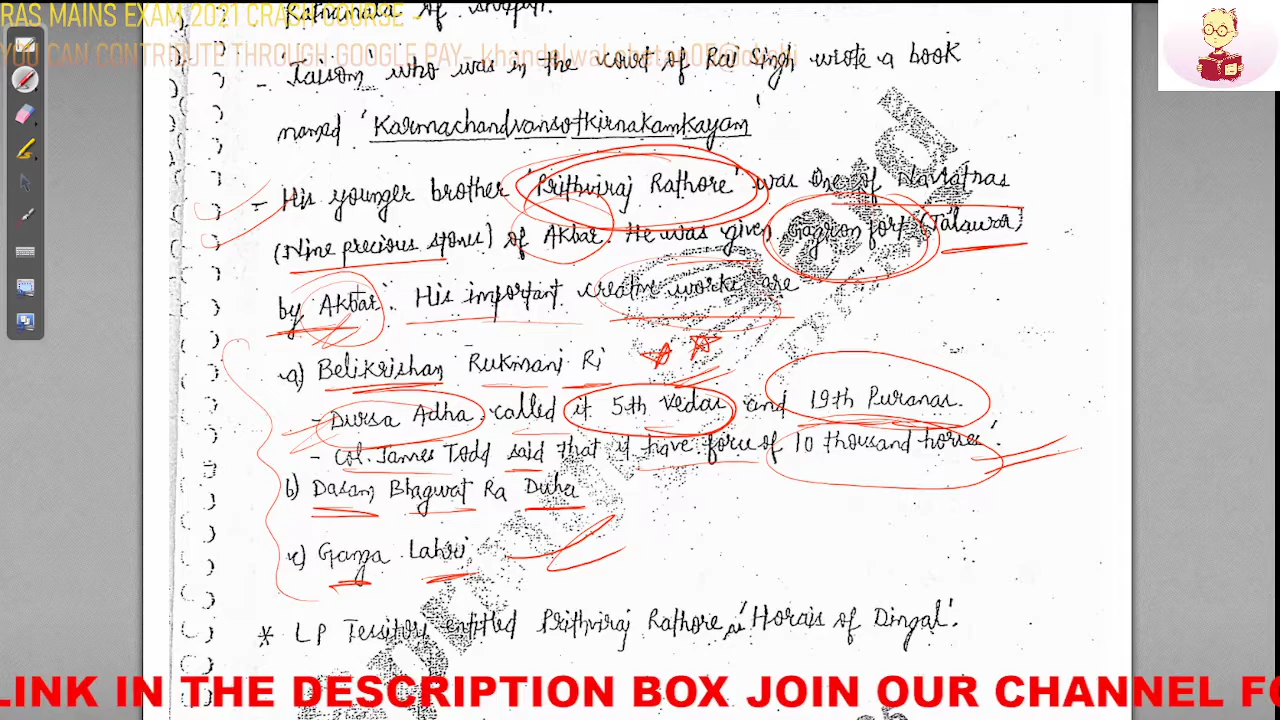 RAS MAINS EXAM 2021 CRASH COURSE -
Ratnamala of
YOU CAN CONTRIBUTE THROUGH GOOGLE PAY-
- Jaisom who was in the court of Rai Singh wrote a book
named 'Karmachandvansotkirnakamkavyam'
- His younger brother 'Prithviraj Rathore' was one of Navratnas
(Nine precious stones) of Akbar. He was given Gagron fort (Jalawar)
by Akbar. His important creative works are
a) Belikrishan Rukmani Ri
- Dursa Adha called it 5th vedas and 19th Puranas.
- Col. James Todd said that it have force of 10 thousand horses'.
b) Dasam Bhagwat Ra Duha
c) Ganga Lahri
* LP Tessitory entitled Prithviraj Rathore as 'Horais of Dingal'.
LINK IN THE DESCRIPTION BOX JOIN OUR CHANNEL FO